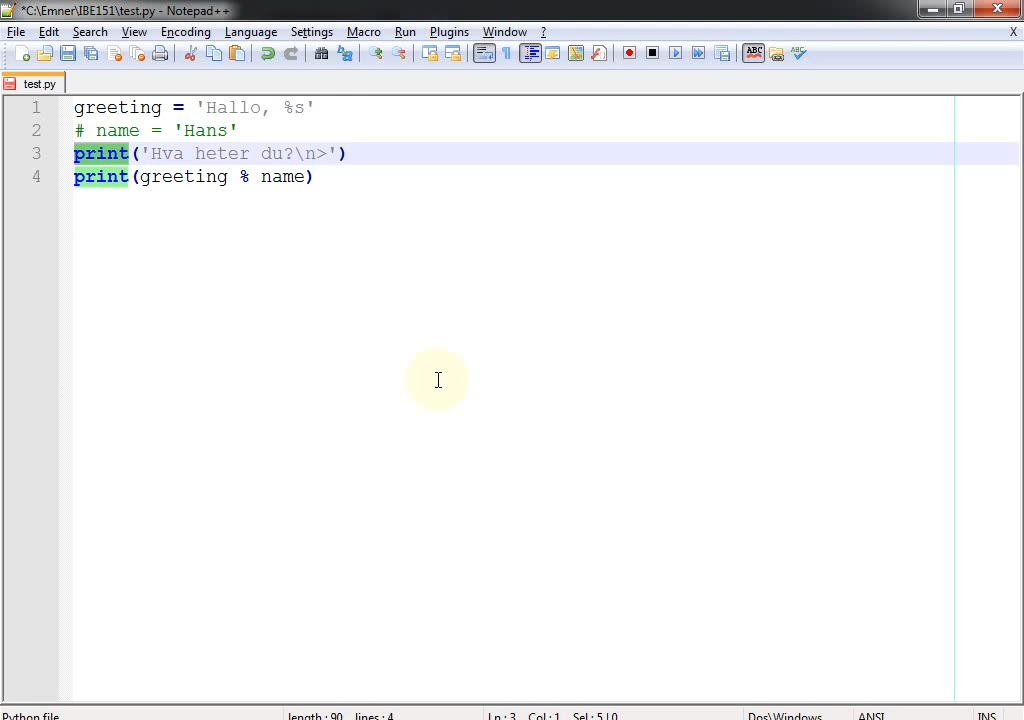 *C:\Emner\IBE151\test.py - Notepad++
File Edit Search View Encoding Language Settings Macro Run Plugins Window ? X
test.py
1 greeting = 'Hallo, %s'
2 # name = 'Hans'
3 print('Hva heter du?\n>')
4 print(greeting % name)
Python file length : 90 lines : 4 Ln : 3 Col : 1 Sel : 5 | 0 Dos\Windows ANSI INS